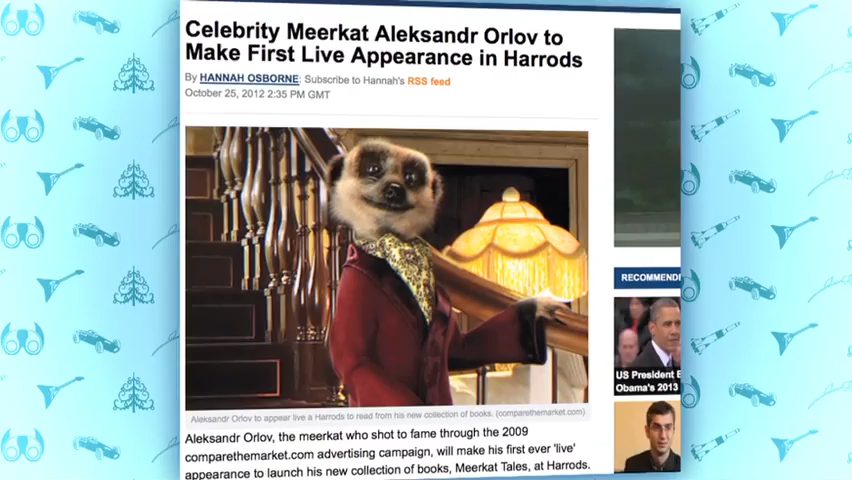 Celebrity Meerkat Aleksandr Orlov to
Make First Live Appearance in Harrods
By HANNAH OSBORNE: Subscribe to Hannah's RSS feed
October 25, 2012 2:35 PM GMT
Aleksandr Orlov to appear live a Harrods to read from his new collection of books. (comparethemarket.com)
Aleksandr Orlov, the meerkat who shot to fame through the 2009
comparethemarket.com advertising campaign, will make his first ever 'live'
appearance to launch his new collection of books, Meerkat Tales, at Harrods.
RECOMMEND
US President B
Obama's 2013